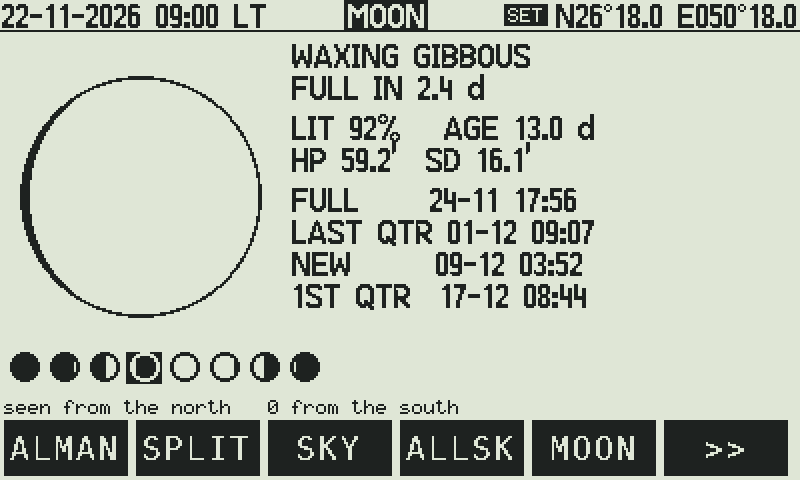 22-11-2026 09:00 LT MOON SET N26°18.0 E050°18.0
WAXING GIBBOUS
FULL IN 2.4 d
LIT 92% AGE 13.0 d
HP 59.2' SD 16.1'
FULL 24-11 17:56
LAST QTR 01-12 09:07
NEW 09-12 03:52
1ST QTR 17-12 08:44
seen from the north 0 from the south
ALMAN SPLIT SKY ALLSK MOON >>